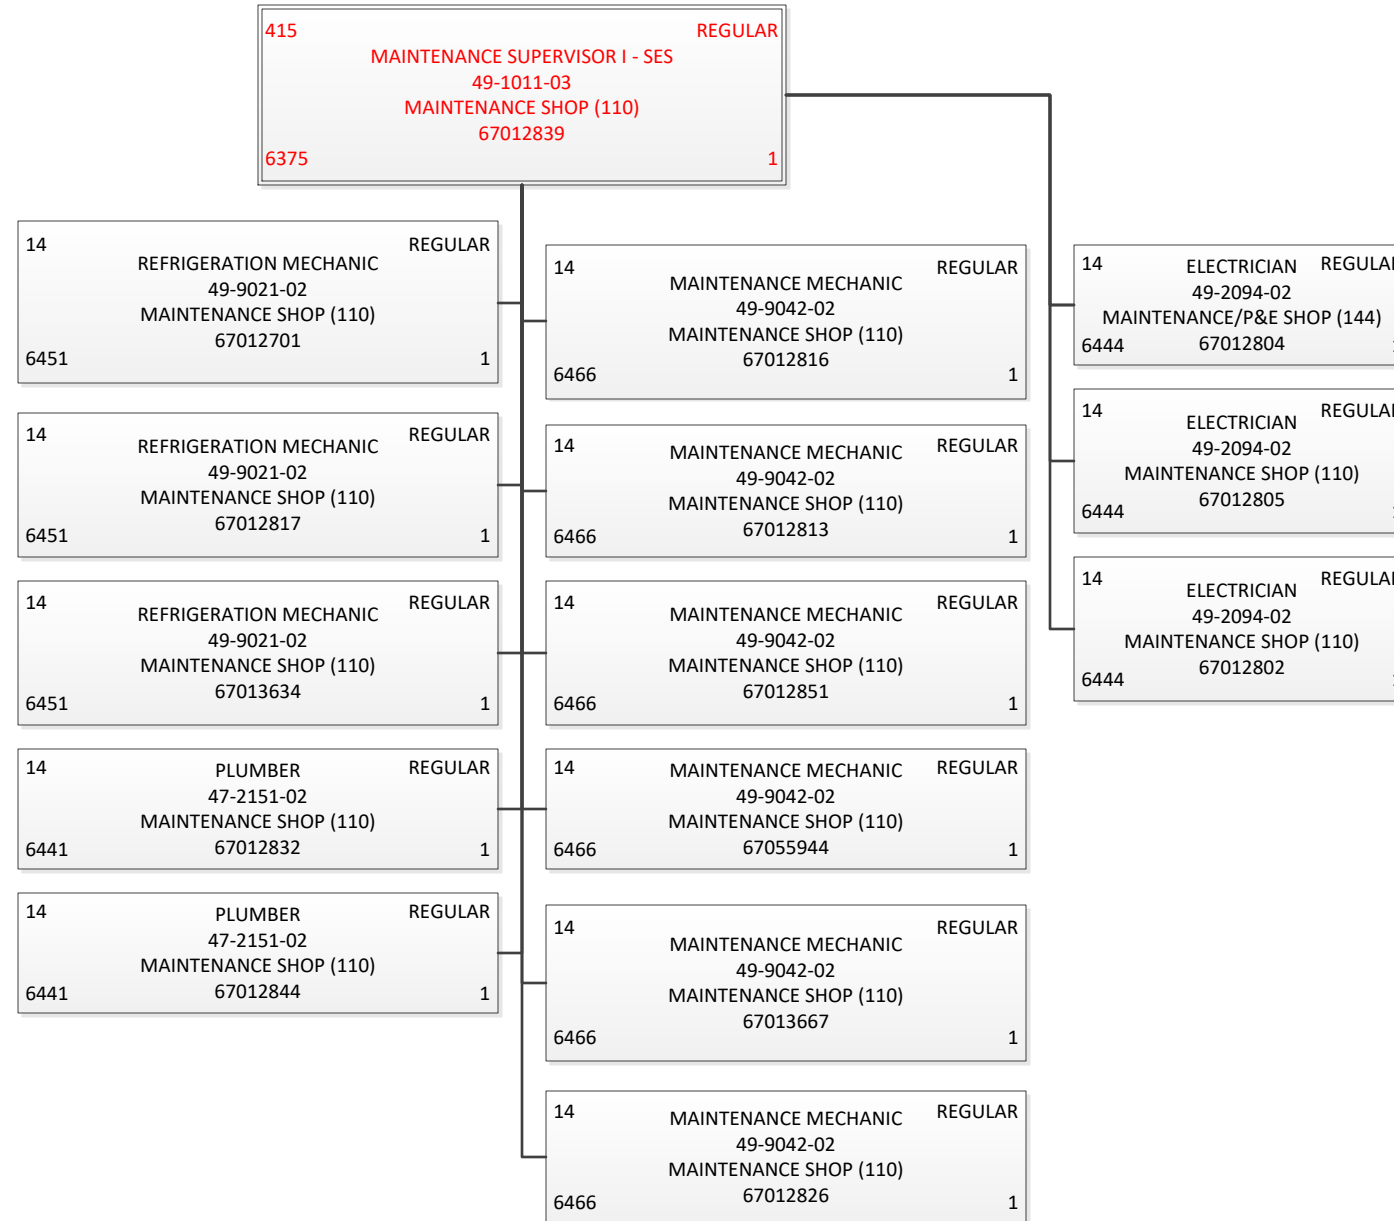 415 REGULAR
MAINTENANCE SUPERVISOR I - SES
49-1011-03
MAINTENANCE SHOP (110)
67012839
6375 1
14 REGULAR
REFRIGERATION MECHANIC
49-9021-02
MAINTENANCE SHOP (110)
67012701
6451 1
14 REGULAR
REFRIGERATION MECHANIC
49-9021-02
MAINTENANCE SHOP (110)
67012817
6451 1
14 REGULAR
REFRIGERATION MECHANIC
49-9021-02
MAINTENANCE SHOP (110)
67013634
6451 1
14 REGULAR
PLUMBER
47-2151-02
MAINTENANCE SHOP (110)
67012832
6441 1
14 REGULAR
PLUMBER
47-2151-02
MAINTENANCE SHOP (110)
67012844
6441 1
14 REGULAR
MAINTENANCE MECHANIC
49-9042-02
MAINTENANCE SHOP (110)
67012816
6466 1
14 REGULAR
MAINTENANCE MECHANIC
49-9042-02
MAINTENANCE SHOP (110)
67012813
6466 1
14 REGULAR
MAINTENANCE MECHANIC
49-9042-02
MAINTENANCE SHOP (110)
67012851
6466 1
14 REGULAR
MAINTENANCE MECHANIC
49-9042-02
MAINTENANCE SHOP (110)
67055944
6466 1
14 REGULAR
MAINTENANCE MECHANIC
49-9042-02
MAINTENANCE SHOP (110)
67013667
6466 1
14 REGULAR
MAINTENANCE MECHANIC
49-9042-02
MAINTENANCE SHOP (110)
67012826
6466 1
14 ELECTRICIAN REGULAR
49-2094-02
MAINTENANCE/P&E SHOP (144)
6444 67012804
14 REGULAR
ELECTRICIAN
49-2094-02
MAINTENANCE SHOP (110)
67012805
6444
14 REGULAR
ELECTRICIAN
49-2094-02
MAINTENANCE SHOP (110)
67012802
6444